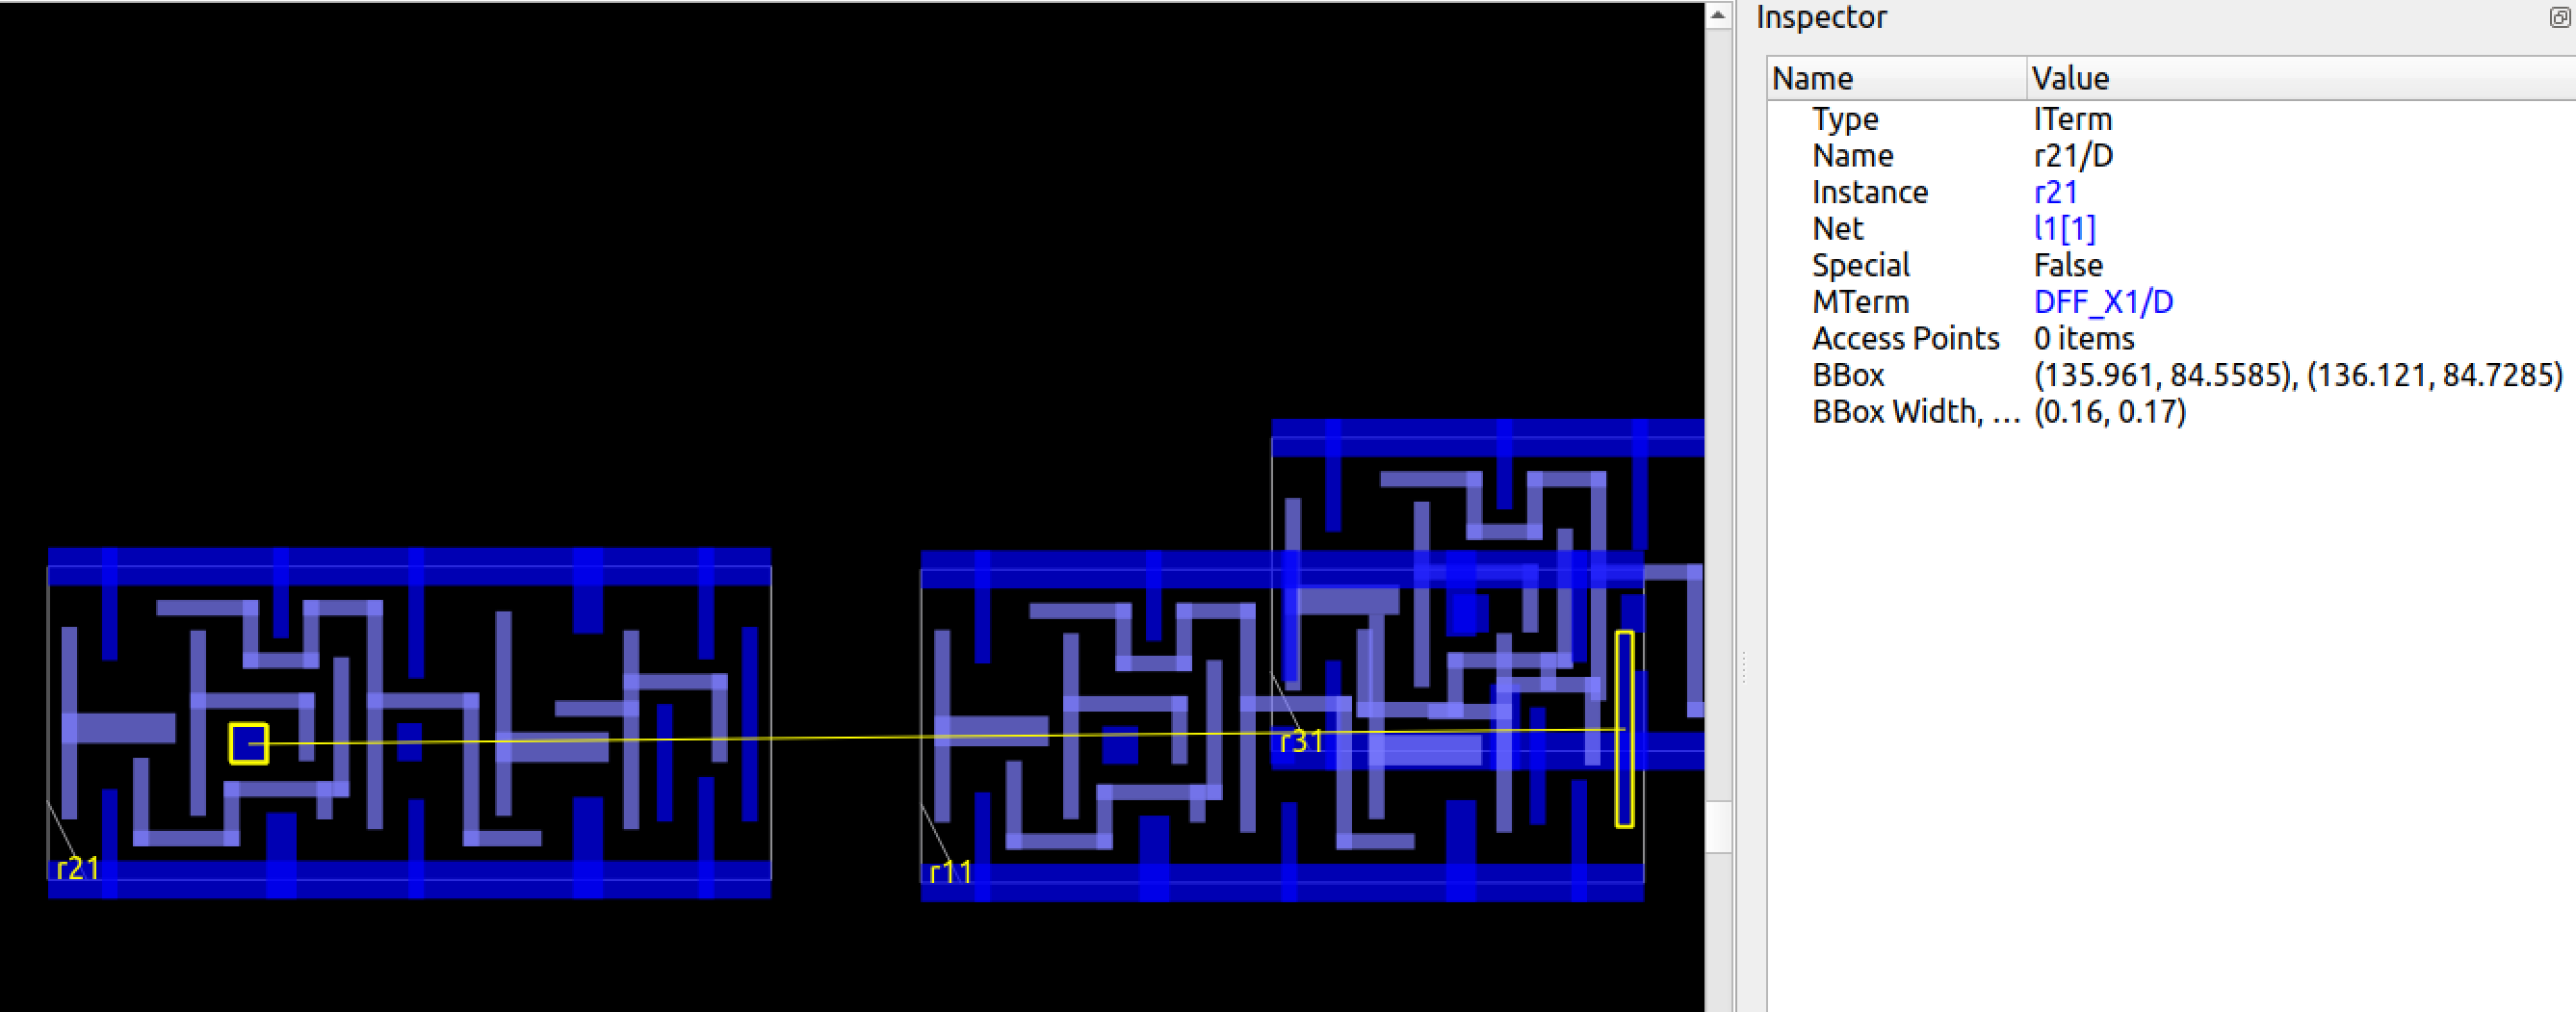 Inspector
Name Value
Type ITerm
Name r21/D
Instance r21
Net l1[1]
Special False
MTerm DFF_X1/D
Access Points 0 items
BBox (135.961, 84.5585), (136.121, 84.7285)
BBox Width, ... (0.16, 0.17)
r31
r21
r11